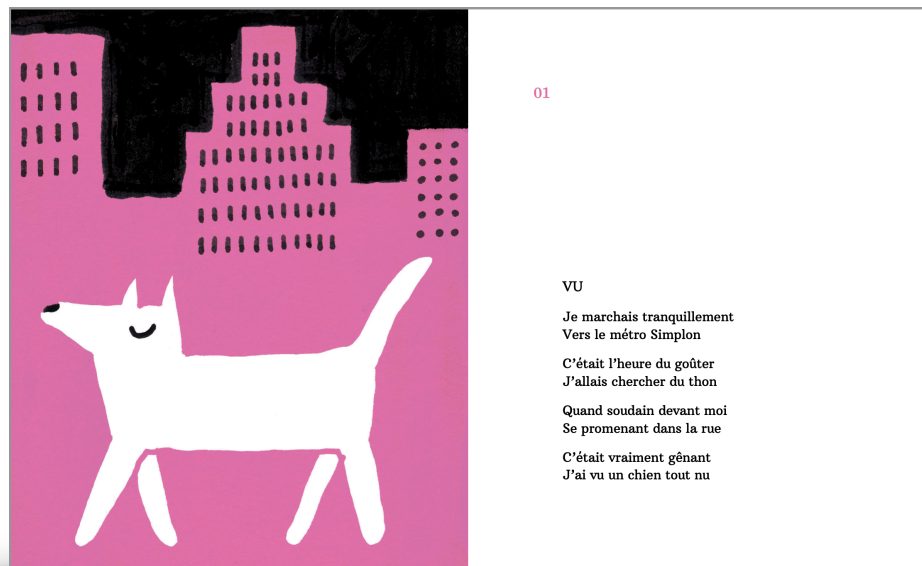 01
VU
Je marchais tranquillement
Vers le métro Simplon
C’était l’heure du goûter
J’allais chercher du thon
Quand soudain devant moi
Se promenant dans la rue
C’était vraiment gênant
J’ai vu un chien tout nu